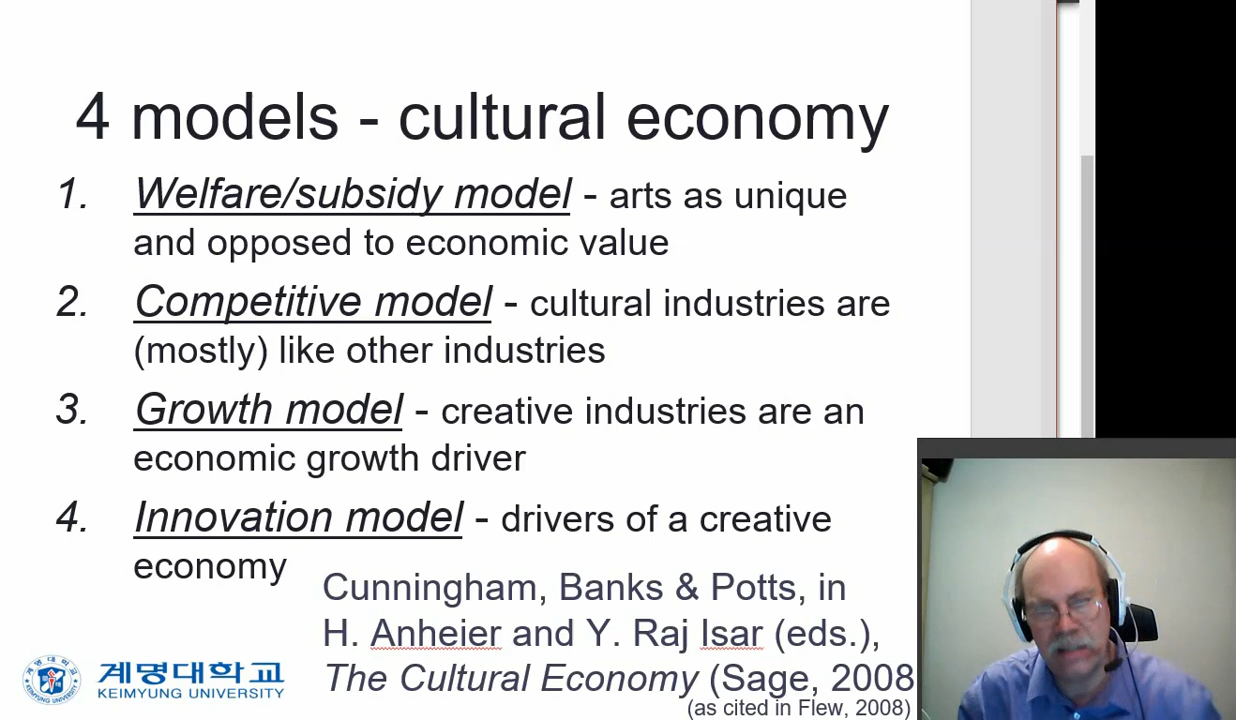 4 models - cultural economy
1. Welfare/subsidy model - arts as unique
and opposed to economic value
2. Competitive model - cultural industries are
(mostly) like other industries
3. Growth model - creative industries are an
economic growth driver
4. Innovation model - drivers of a creative
economy
Cunningham, Banks & Potts, in
H. Anheier and Y. Raj Isar (eds.),
The Cultural Economy (Sage, 2008
(as cited in Flew, 2008)
계명대학교
KEIMYUNG UNIVERSITY